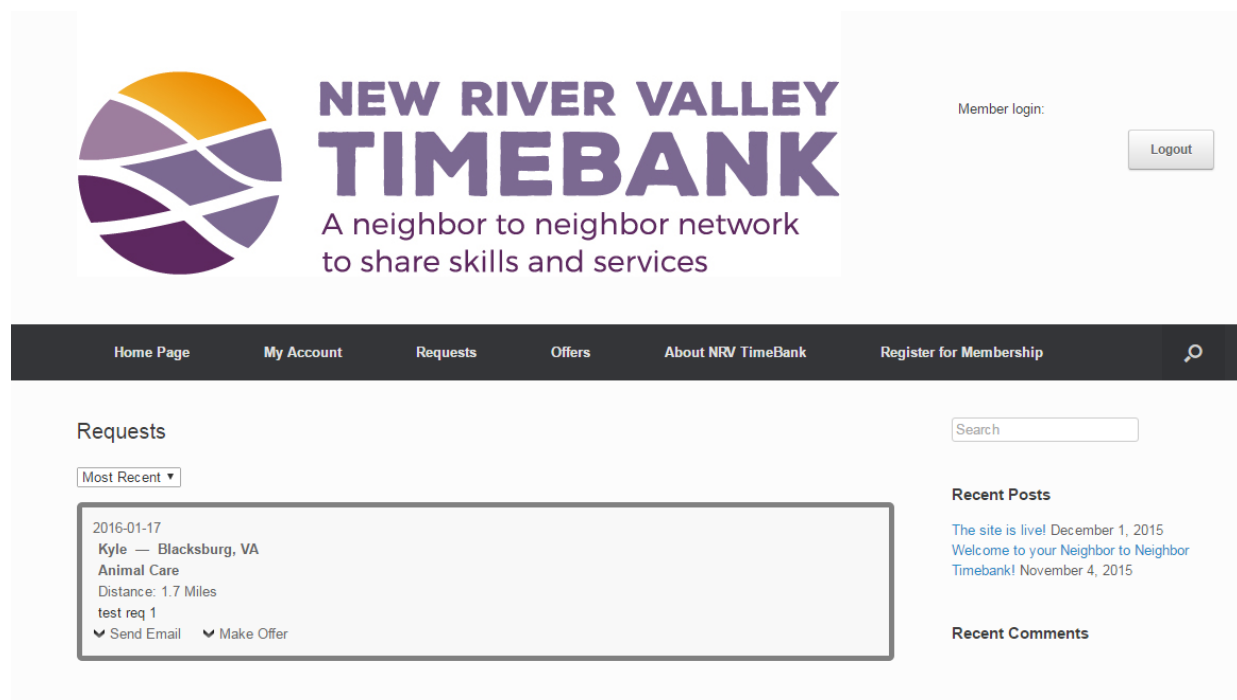 NEW RIVER VALLEY
TIMEBANK
A neighbor to neighbor network
to share skills and services
Member login:
Logout
Home Page
My Account
Requests
Offers
About NRV TimeBank
Register for Membership
Requests
Most Recent
2016-01-17
Kyle — Blacksburg, VA
Animal Care
Distance: 1.7 Miles
test req 1
Send Email
Make Offer
Search
Recent Posts
The site is live! December 1, 2015
Welcome to your Neighbor to Neighbor
Timebank! November 4, 2015
Recent Comments